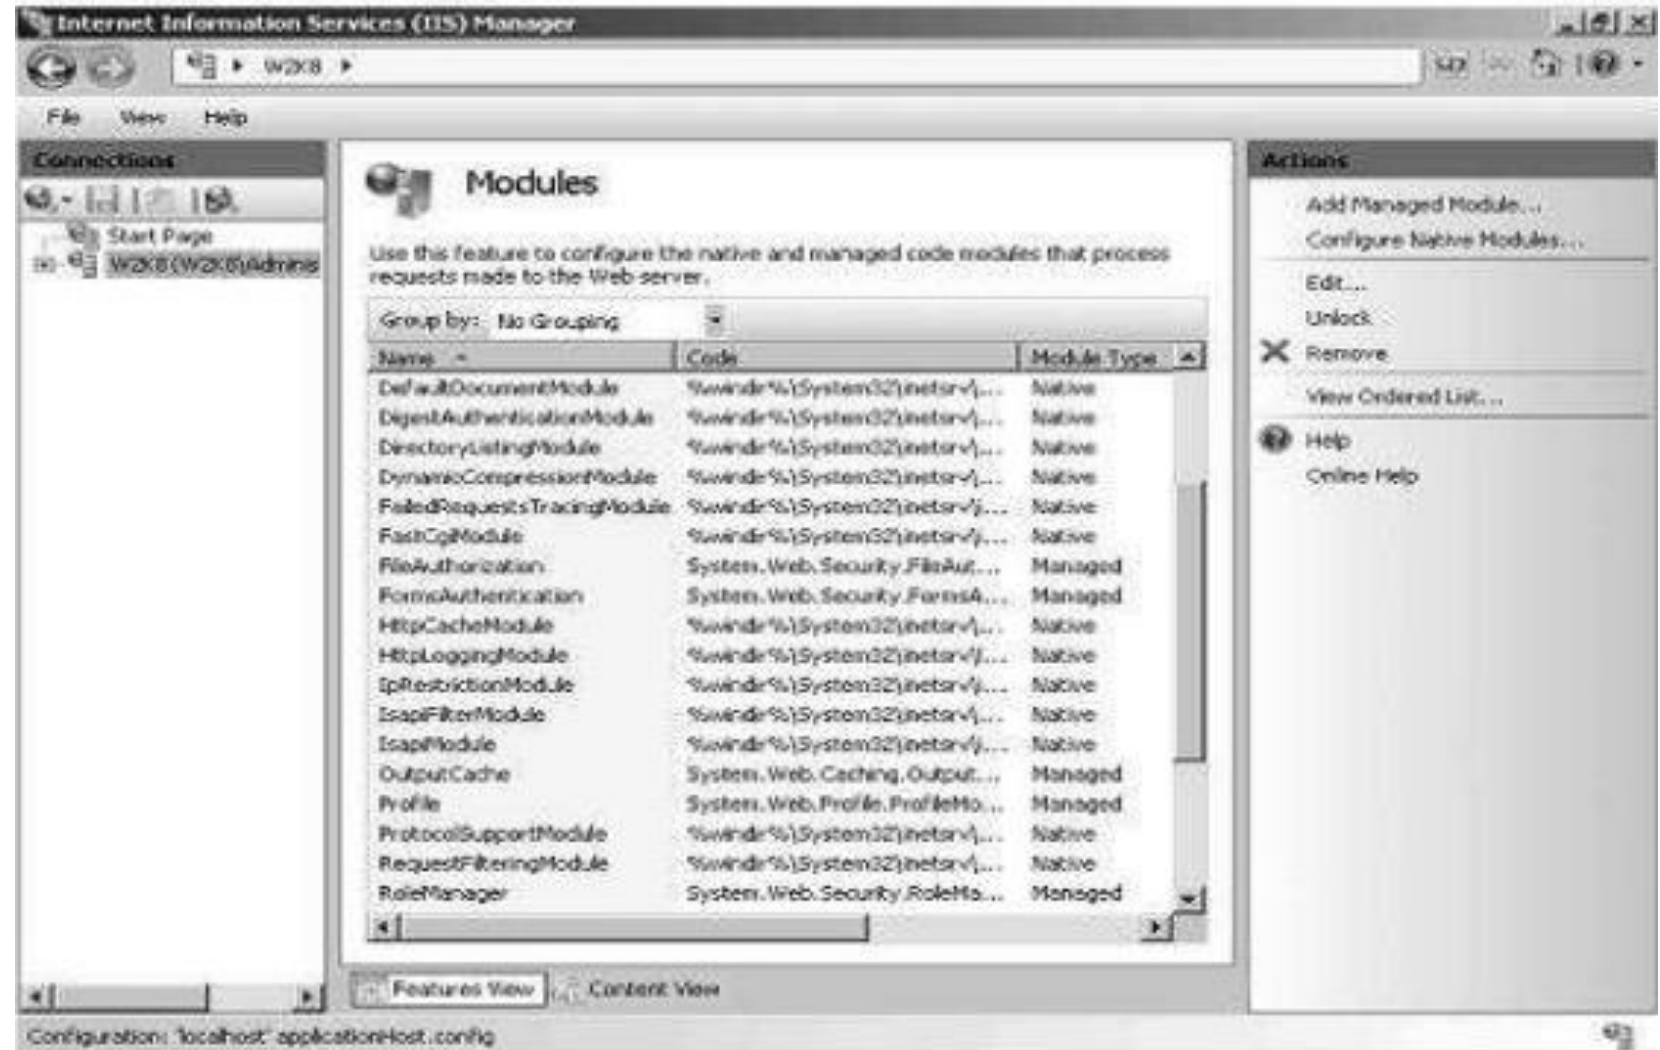 Internet Information Services (IIS) Manager
W2K8
File View Help
Connections
Start Page
W2K8 (W2K8\Adminis
Modules
Use this feature to configure the native and managed code modules that process
requests made to the Web server.
Group by: No Grouping
Name Code Module Type
DefaultDocumentModule %windir%\System32\inetsrv\... Native
DigestAuthenticationModule %windir%\System32\inetsrv\... Native
DirectoryListingModule %windir%\System32\inetsrv\... Native
DynamicCompressionModule %windir%\System32\inetsrv\... Native
FailedRequestsTracingModule %windir%\System32\inetsrv\... Native
FastCgiModule %windir%\System32\inetsrv\... Native
FileAuthorization System.Web.Security.FileAut... Managed
FormsAuthentication System.Web.Security.FormsA... Managed
HttpCacheModule %windir%\System32\inetsrv\... Native
HttpLoggingModule %windir%\System32\inetsrv\... Native
IpRestrictionModule %windir%\System32\inetsrv\... Native
IsapiFilterModule %windir%\System32\inetsrv\... Native
IsapiModule %windir%\System32\inetsrv\... Native
OutputCache System.Web.Caching.Output... Managed
Profile System.Web.Profile.ProfileMo... Managed
ProtocolSupportModule %windir%\System32\inetsrv\... Native
RequestFilteringModule %windir%\System32\inetsrv\... Native
RoleManager System.Web.Security.RoleMa... Managed
Features View Content View
Actions
Add Managed Module...
Configure Native Modules...
Edit...
Unlock
Remove
View Ordered List...
Help
Online Help
Configuration: 'localhost' applicationHost.config